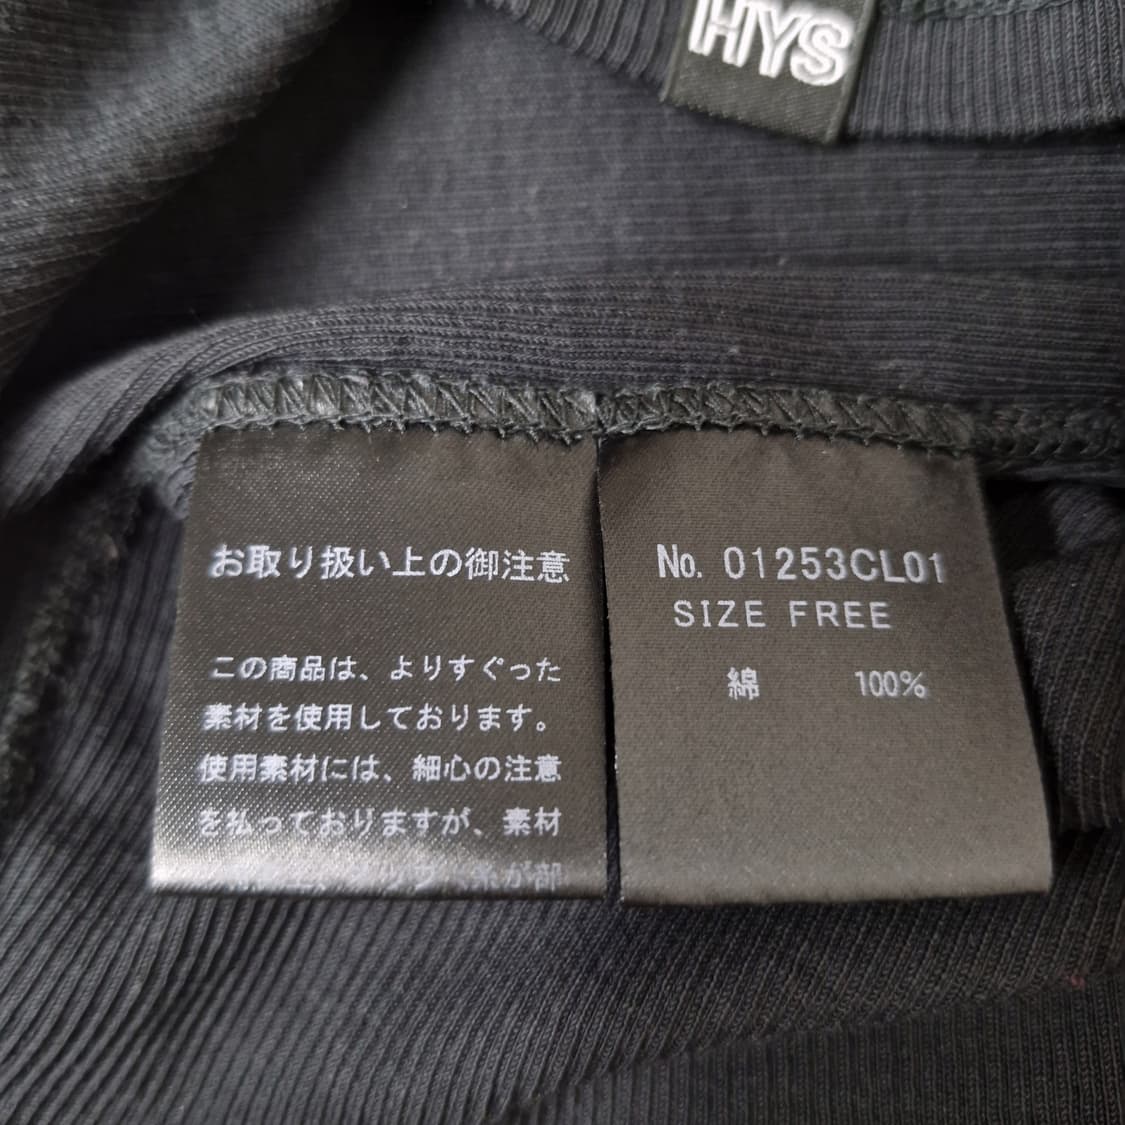 HYS
お取り扱い上の御注意
この商品は、よりすぐった
素材を使用しております。
使用素材には、細心の注意
を払っておりますが、素材
糸が部
No. 01253CL01
SIZE FREE
綿 100%